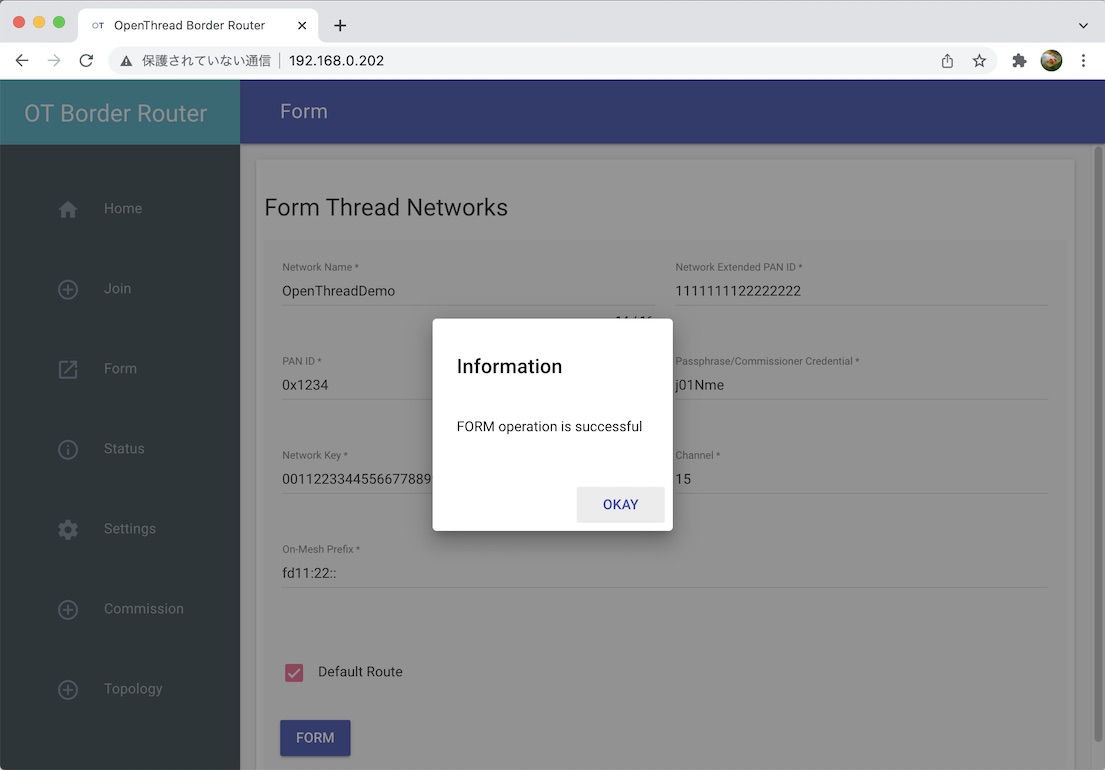 OT OpenThread Border Router
保護されていない通信 192.168.0.202
OT Border Router
Form
Home
Join
Form
Status
Settings
Commission
Topology
Form Thread Networks
Network Name *
OpenThreadDemo
Network Extended PAN ID *
1111111122222222
PAN ID *
0x1234
Passphrase/Commissioner Credential *
j01Nme
Network Key *
0011223344556677889
Channel *
15
On-Mesh Prefix *
fd11:22::
Default Route
FORM
Information
FORM operation is successful
OKAY